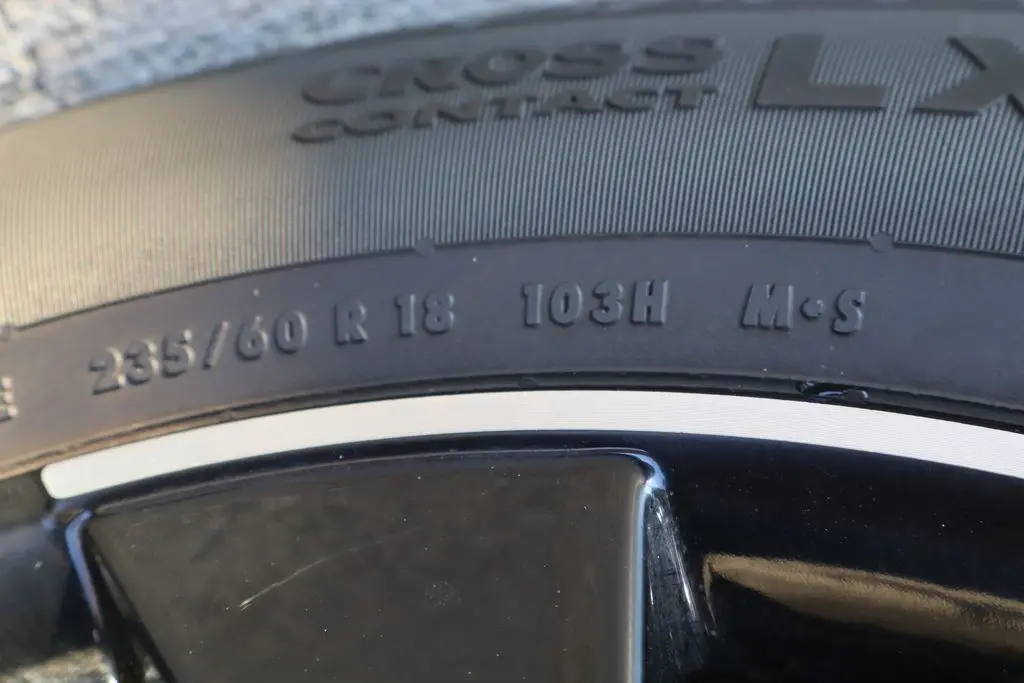 CROSS
CONTACT
LX
235/60 R 18 103H M•S